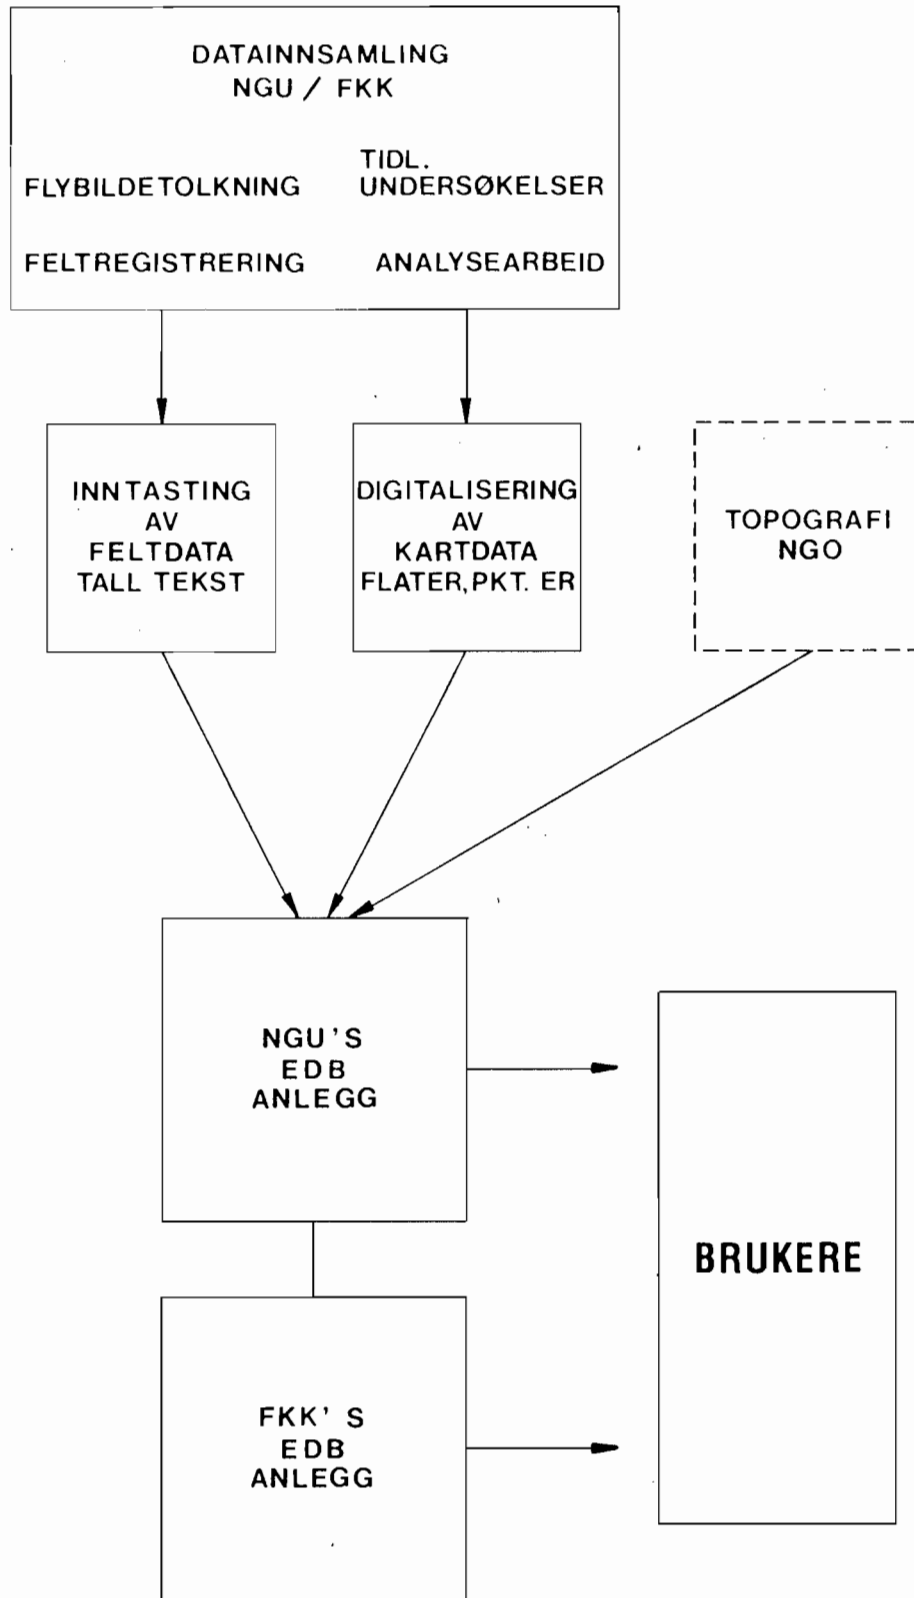 DATAINNSAMLING
NGU / FKK
FLYBILDETOLKNING
TIDL.
UNDERSØKELSER
FELTREGISTRERING
ANALYSEARBEID
INNTASTING
AV
FELTDATA
TALL TEKST
DIGITALISERING
AV
KARTDATA
FLATER, PKT. ER
TOPOGRAFI
NGO
NGU'S
EDB
ANLEGG
BRUKERE
FKK'S
EDB
ANLEGG